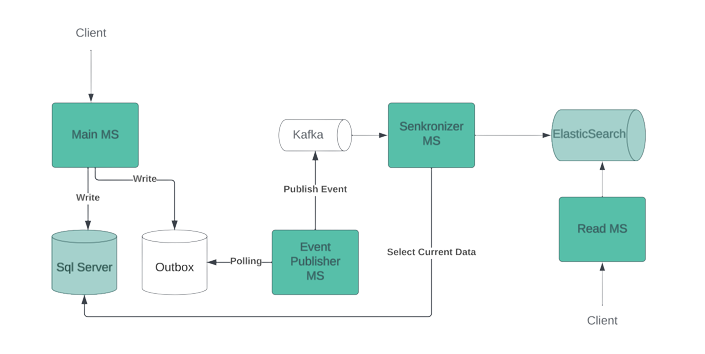 Client
Main MS
Kafka
Senkronizer
MS
ElasticSearch
Write
Write
Publish Event
Read MS
Sql Server
Outbox
Polling
Event
Publisher
MS
Select Current Data
Client